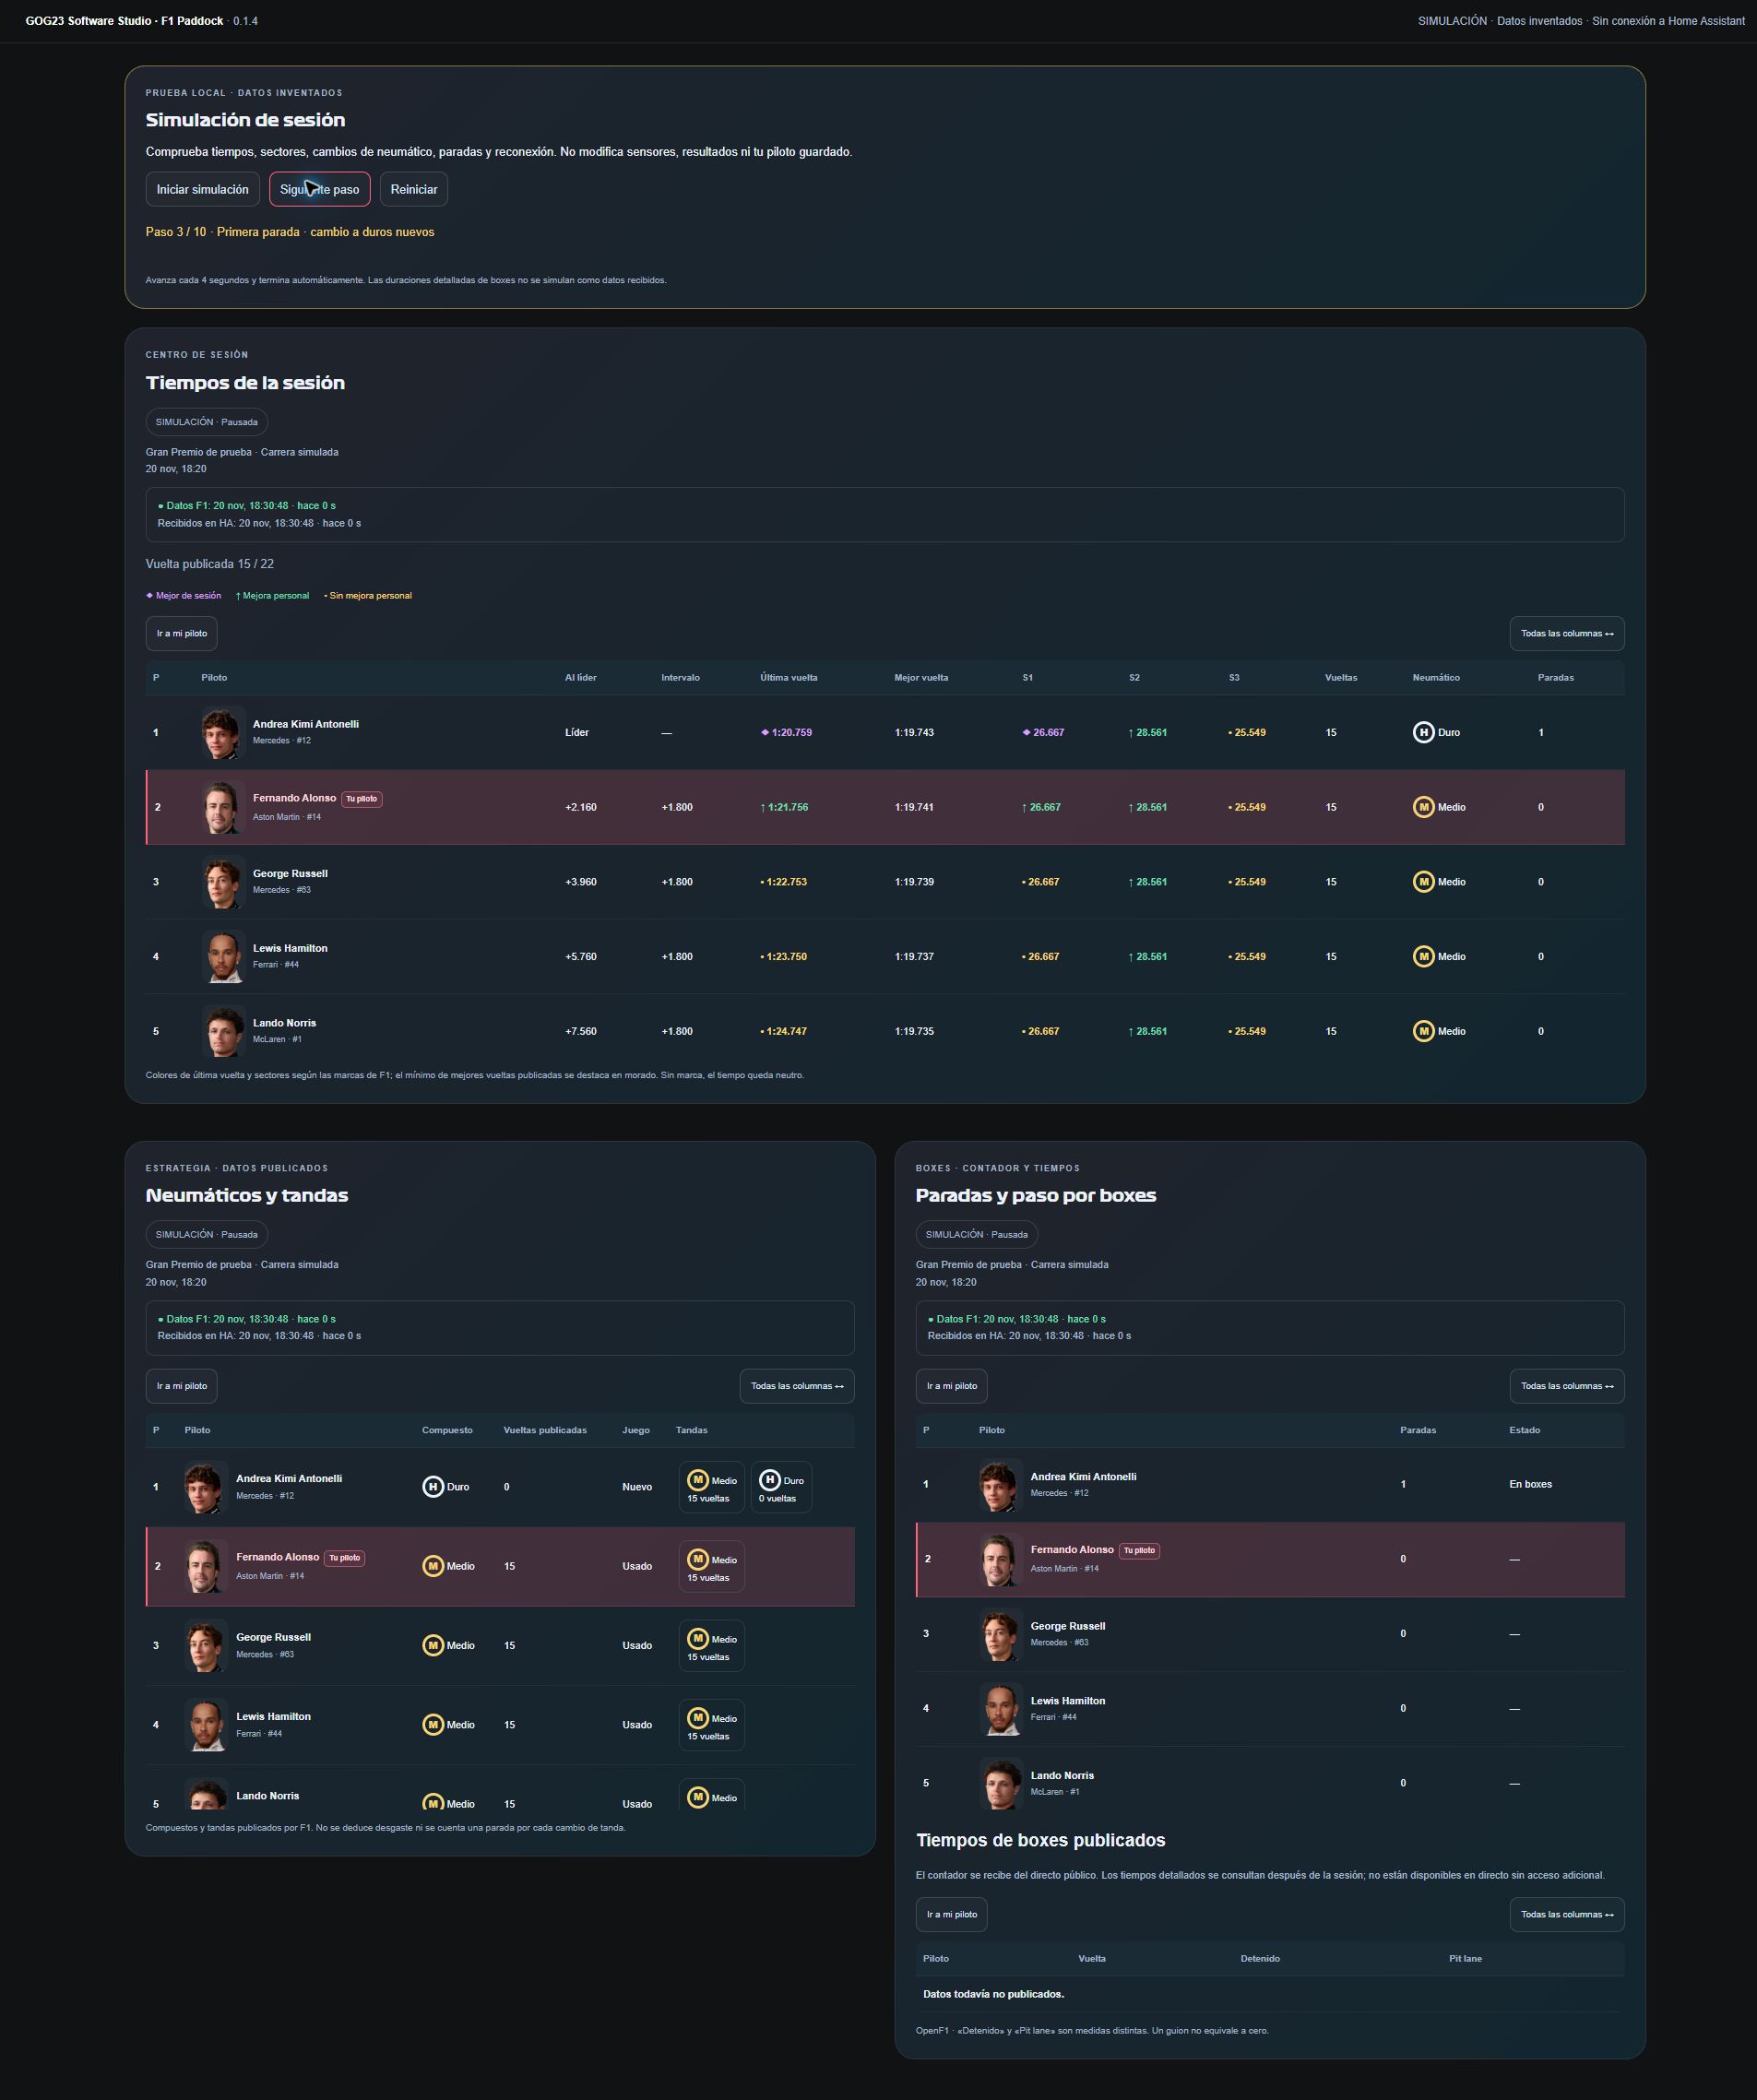 GOG23 Software Studio · F1 Paddock · 0.1.4
SIMULACIÓN · Datos inventados · Sin conexión a Home Assistant
PRUEBA LOCAL · DATOS INVENTADOS
Simulación de sesión
Comprueba tiempos, sectores, cambios de neumático, paradas y reconexión. No modifica sensores, resultados ni tu piloto guardado.
Iniciar simulación
paso
Reiniciar
Paso 3 / 10 · Primera parada · cambio a duros nuevos
Avanza cada 4 segundos y termina automáticamente. Las duraciones detalladas de boxes no se simulan como datos recibidos.
CENTRO DE SESIÓN
Tiempos de la sesión
SIMULACIÓN · Pausada
Gran Premio de prueba · Carrera simulada
20 nov, 18:20
● Datos F1: 20 nov, 18:30:48 · hace 0 s
Recibidos en HA: 20 nov, 18:30:48 · hace 0 s
Vuelta publicada 15 / 22
◆ Mejor de sesión ↑ Mejora personal • Sin mejora personal
Ir a mi piloto
Todas las columnas ↔
P Piloto Al líder Intervalo Última vuelta Mejor vuelta S1 S2 S3 Vueltas Neumático Paradas
1 Andrea Kimi Antonelli Líder — ◆ 1:20.759 1:19.743 ◆ 26.667 ↑ 28.561 • 25.549 15 H Duro 1
Mercedes · #12
2 Fernando Alonso Tu piloto +2.160 +1.800 ↑ 1:21.756 1:19.741 ↑ 26.667 ↑ 28.561 • 25.549 15 M Medio 0
Aston Martin · #14
3 George Russell +3.960 +1.800 • 1:22.753 1:19.739 • 26.667 ↑ 28.561 • 25.549 15 M Medio 0
Mercedes · #63
4 Lewis Hamilton +5.760 +1.800 • 1:23.750 1:19.737 • 26.667 ↑ 28.561 • 25.549 15 M Medio 0
Ferrari · #44
5 Lando Norris +7.560 +1.800 • 1:24.747 1:19.735 • 26.667 ↑ 28.561 • 25.549 15 M Medio 0
McLaren · #1
Colores de última vuelta y sectores según las marcas de F1; el mínimo de mejores vueltas publicadas se destaca en morado. Sin marca, el tiempo queda neutro.
ESTRATEGIA · DATOS PUBLICADOS
Neumáticos y tandas
SIMULACIÓN · Pausada
Gran Premio de prueba · Carrera simulada
20 nov, 18:20
● Datos F1: 20 nov, 18:30:48 · hace 0 s
Recibidos en HA: 20 nov, 18:30:48 · hace 0 s
Ir a mi piloto
Todas las columnas ↔
P Piloto Compuesto Vueltas publicadas Juego Tandas
1 Andrea Kimi Antonelli H Duro 0 Nuevo M Medio H Duro
Mercedes · #12 15 vueltas 0 vueltas
2 Fernando Alonso Tu piloto M Medio 15 Usado M Medio
Aston Martin · #14 15 vueltas
3 George Russell M Medio 15 Usado M Medio
Mercedes · #63 15 vueltas
4 Lewis Hamilton M Medio 15 Usado M Medio
Ferrari · #44 15 vueltas
5 Lando Norris M Medio 15 Usado M Medio
Compuestos y tandas publicados por F1. No se deduce desgaste ni se cuenta una parada por cada cambio de tanda.
BOXES · CONTADOR Y TIEMPOS
Paradas y paso por boxes
SIMULACIÓN · Pausada
Gran Premio de prueba · Carrera simulada
20 nov, 18:20
● Datos F1: 20 nov, 18:30:48 · hace 0 s
Recibidos en HA: 20 nov, 18:30:48 · hace 0 s
Ir a mi piloto
Todas las columnas ↔
P Piloto Paradas Estado
1 Andrea Kimi Antonelli 1 En boxes
Mercedes · #12
2 Fernando Alonso Tu piloto 0 —
Aston Martin · #14
3 George Russell 0 —
Mercedes · #63
4 Lewis Hamilton 0 —
Ferrari · #44
5 Lando Norris 0 —
McLaren · #1
Tiempos de boxes publicados
El contador se recibe del directo público. Los tiempos detallados se consultan después de la sesión; no están disponibles en directo sin acceso adicional.
Ir a mi piloto
Todas las columnas ↔
Piloto Vuelta Detenido Pit lane
Datos todavía no publicados.
OpenF1 · «Detenido» y «Pit lane» son medidas distintas. Un guion no equivale a cero.